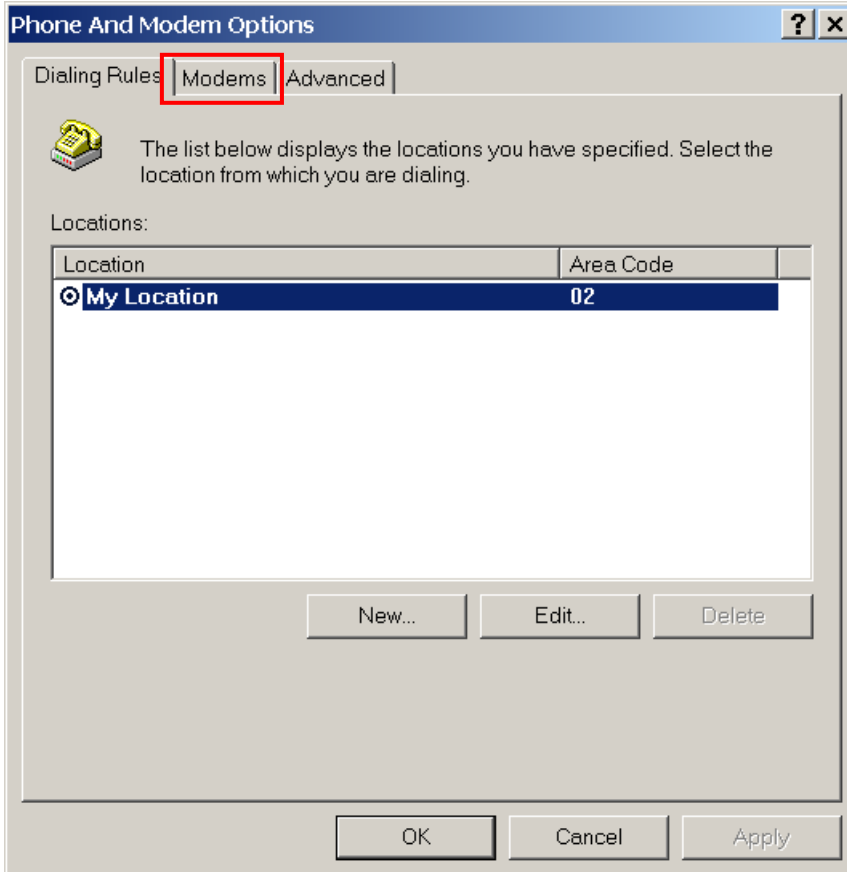 Phone And Modem Options
Dialing Rules Modems Advanced
The list below displays the locations you have specified. Select the
location from which you are dialing.
Locations:
Location Area Code
My Location 02
New... Edit... Delete
OK Cancel Apply